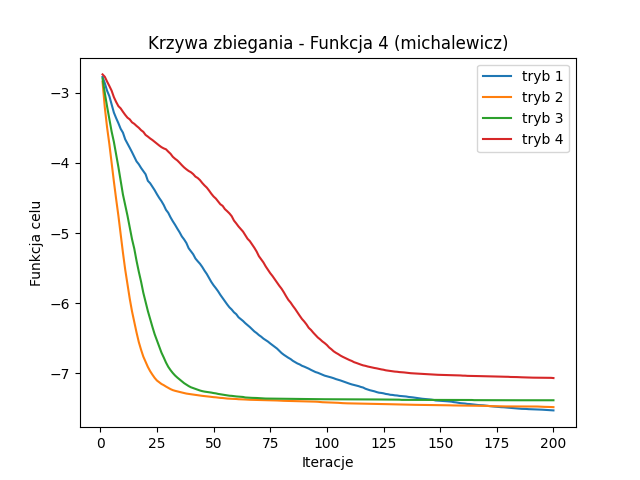 Krzywa zbiegania - Funkcja 4 (michalewicz)
tryb 1
tryb 2
tryb 3
tryb 4
Funkcja celu
−3
−4
−5
−6
−7
0 25 50 75 100 125 150 175 200
Iteracje